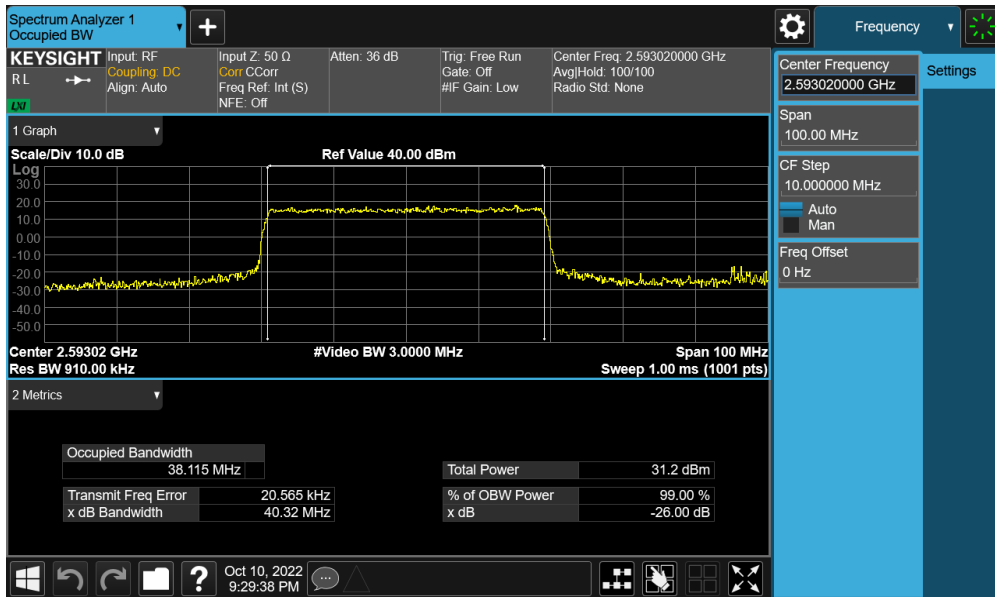 Spectrum Analyzer 1
Occupied BW
Frequency
KEYSIGHT
R L
LXI
Input: RF
Coupling: DC
Align: Auto
Input Z: 50 Ω
Corr CCorr
Freq Ref: Int (S)
NFE: Off
Atten: 36 dB
Trig: Free Run
Gate: Off
#IF Gain: Low
Center Freq: 2.593020000 GHz
Avg|Hold: 100/100
Radio Std: None
Center Frequency
2.593020000 GHz
Settings
Span
100.00 MHz
CF Step
10.000000 MHz
Auto
Man
Freq Offset
0 Hz
1 Graph
Scale/Div 10.0 dB
Ref Value 40.00 dBm
Log
30.0
20.0
10.0
0.00
-10.0
-20.0
-30.0
-40.0
-50.0
Center 2.59302 GHz
#Video BW 3.0000 MHz
Span 100 MHz
Res BW 910.00 kHz
Sweep 1.00 ms (1001 pts)
2 Metrics
Occupied Bandwidth
38.115 MHz
Total Power 31.2 dBm
Transmit Freq Error 20.565 kHz
% of OBW Power 99.00 %
x dB Bandwidth 40.32 MHz
x dB -26.00 dB
Oct 10, 2022
9:29:38 PM